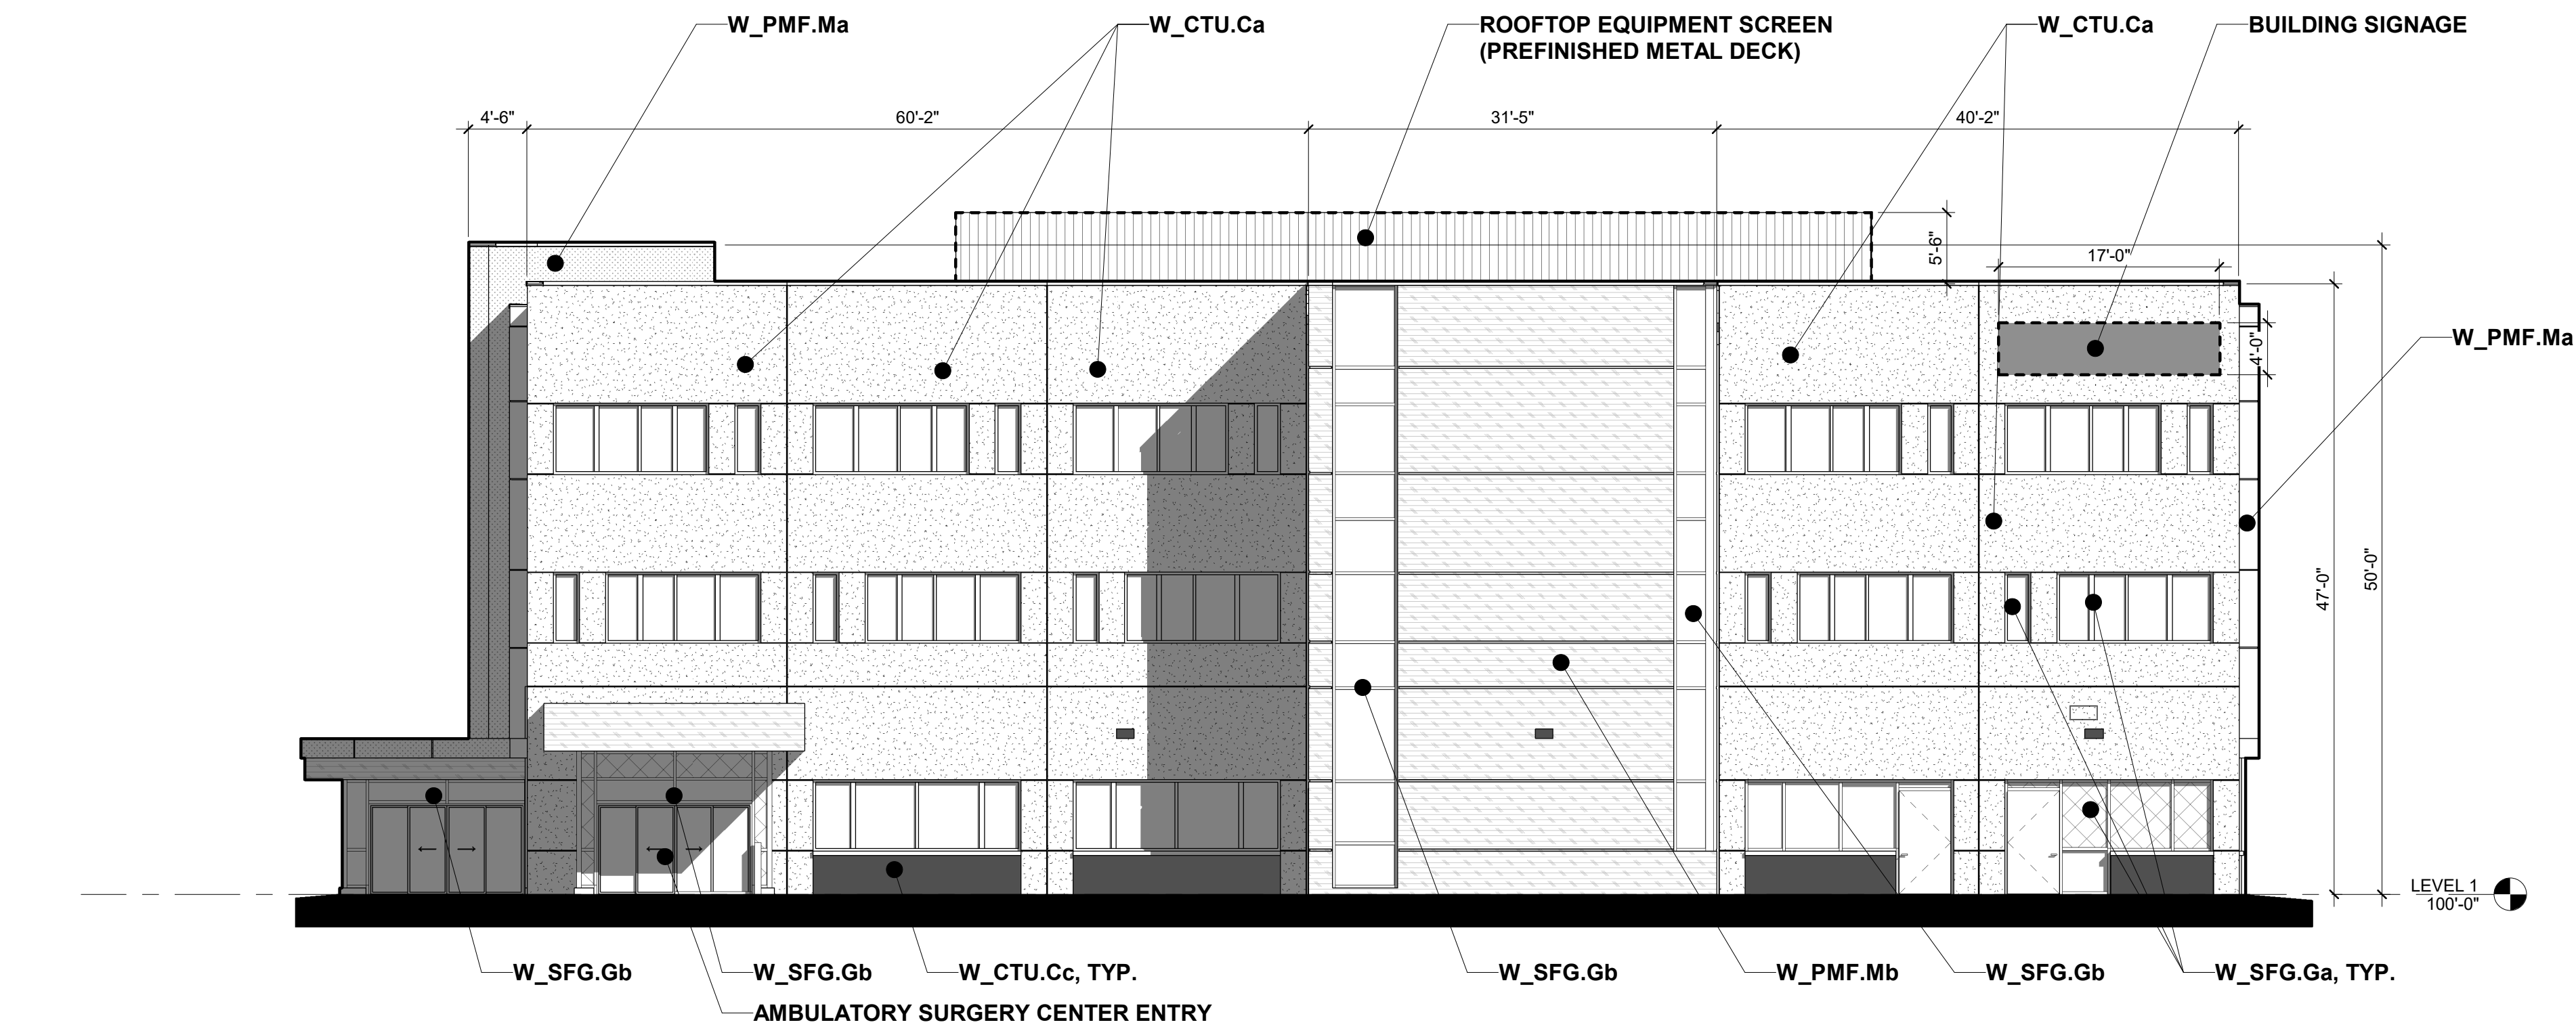 W_PMF.Ma
W_CTU.Ca
ROOFTOP EQUIPMENT SCREEN
(PREFINISHED METAL DECK)
W_CTU.Ca
BUILDING SIGNAGE
4'-6"
60'-2"
31'-5"
40'-2"
5'-6"
17'-0"
4'-0"
W_PMF.Ma
47'-0"
50'-0"
LEVEL 1
100'-0"
W_SFG.Gb
W_SFG.Gb
W_CTU.Cc, TYP.
W_SFG.Gb
W_PMF.Mb
W_SFG.Gb
W_SFG.Ga, TYP.
AMBULATORY SURGERY CENTER ENTRY